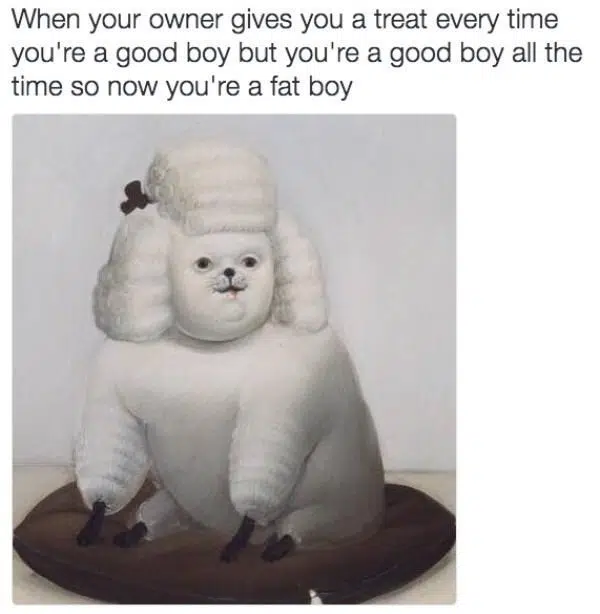 When your owner gives you a treat every time
you're a good boy but you're a good boy all the
time so now you're a fat boy